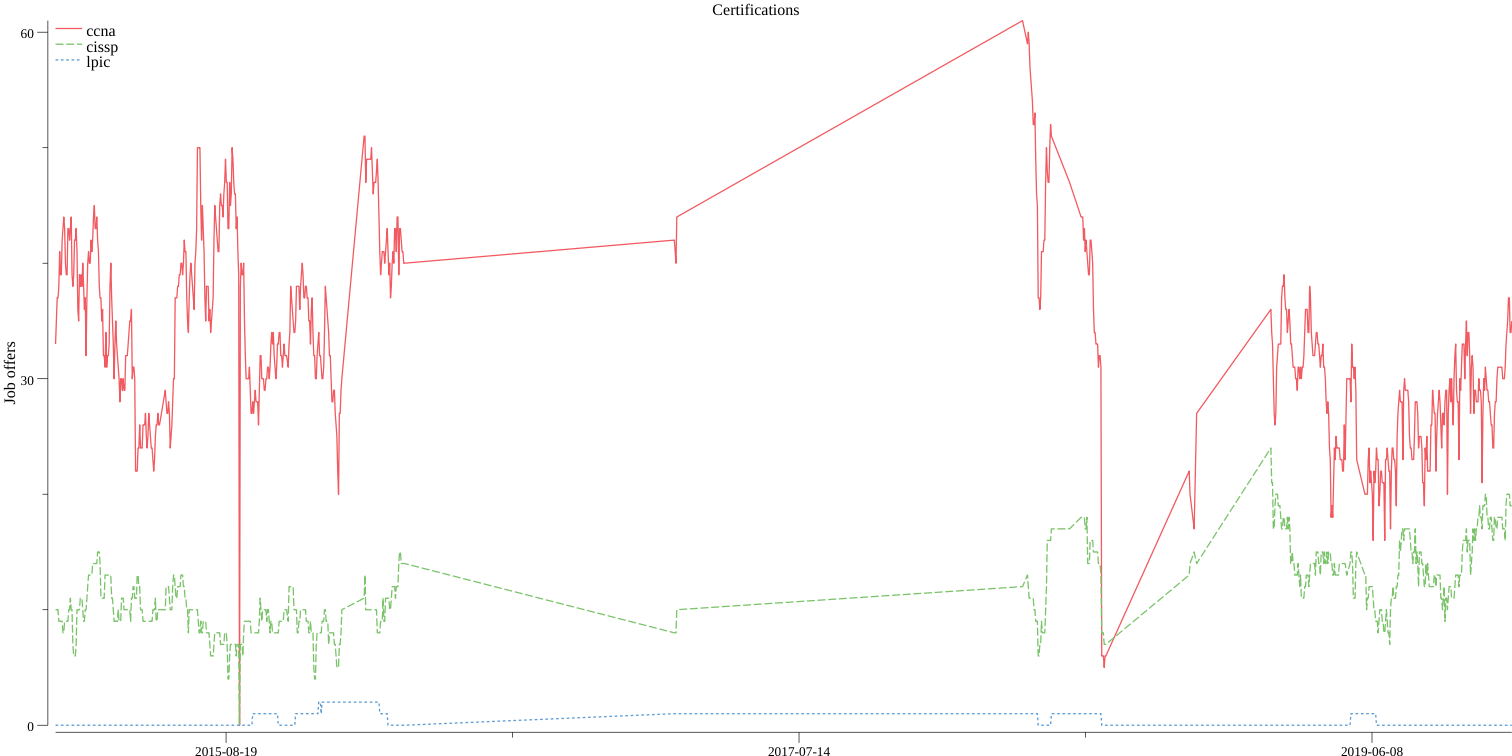 Certifications
ccna
cissp
lpic
60
30
0
Job offers
2015-08-19
2017-07-14
2019-06-08